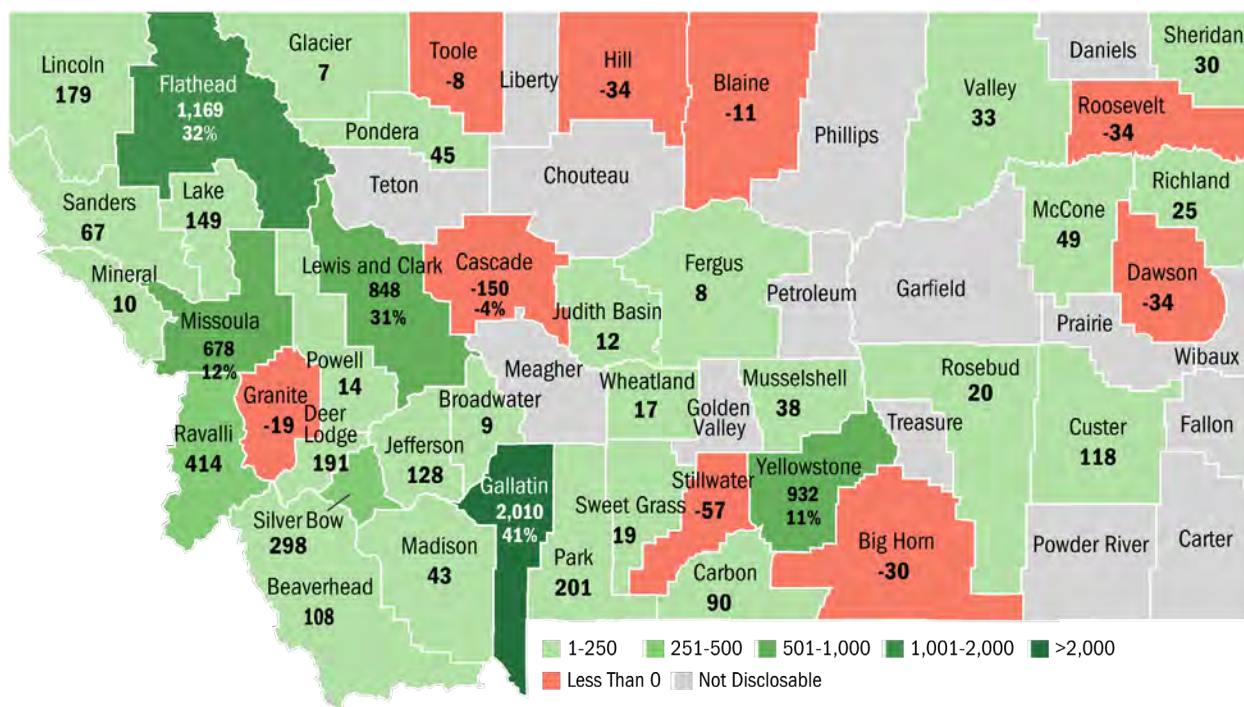 Lincoln
179
Flathead
1,169
32%
Glacier
7
Toole
-8
Liberty
Hill
-34
Blaine
-11
Phillips
Valley
33
Daniels
Sheridan
30
Roosevelt
-34
Pondera
45
Teton
Chouteau
Sanders
67
Lake
149
Mineral
10
Missoula
678
12%
Lewis and Clark
848
31%
Cascade
-150
-4%
Judith Basin
12
Fergus
8
Petroleum
Garfield
McCone
49
Richland
25
Dawson
-34
Prairie
Wibaux
Powell
14
Granite
-19
Deer
Lodge
191
Ravalli
414
Meagher
Broadwater
9
Jefferson
128
Wheatland
17
Golden
Valley
Musselshell
38
Treasure
Rosebud
20
Custer
118
Fallon
Silver Bow
298
Beaverhead
108
Madison
43
Gallatin
2,010
41%
Park
201
Sweet Grass
19
Stillwater
-57
Yellowstone
932
11%
Carbon
90
Big Horn
-30
Powder River
Carter
1-250
251-500
501-1,000
1,001-2,000
>2,000
Less Than 0
Not Disclosable